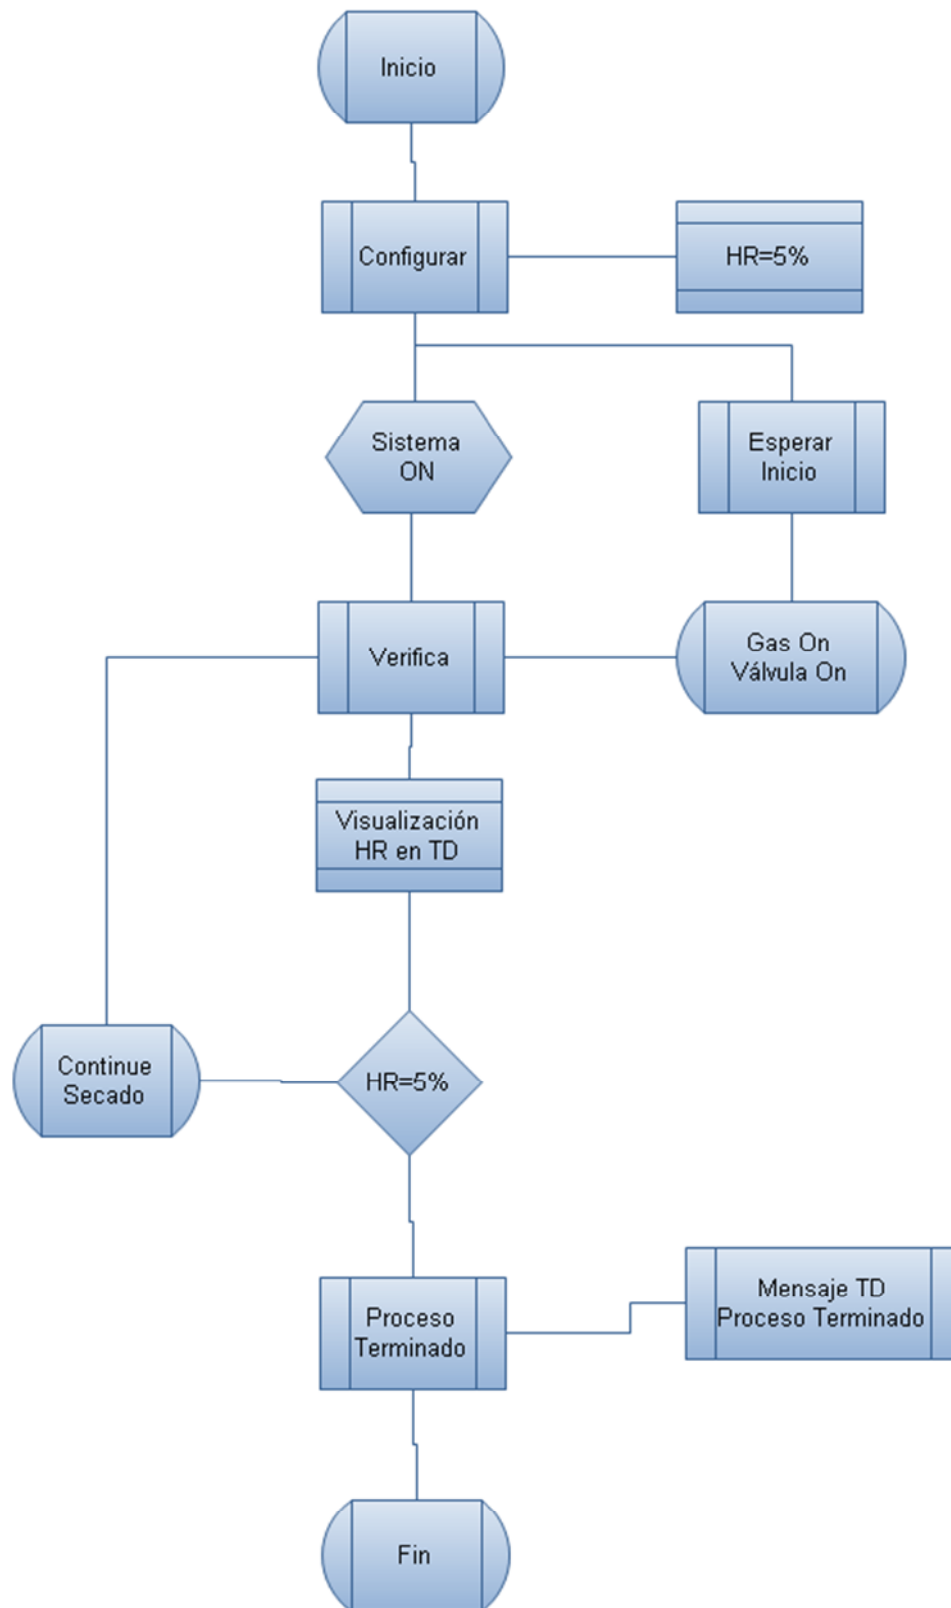 Inicio
Configurar
HR=5%
Sistema
ON
Esperar
Inicio
Verifica
Gas On
Válvula On
Visualización
HR en TD
Continue
Secado
HR=5%
Proceso
Terminado
Mensaje TD
Proceso Terminado
Fin